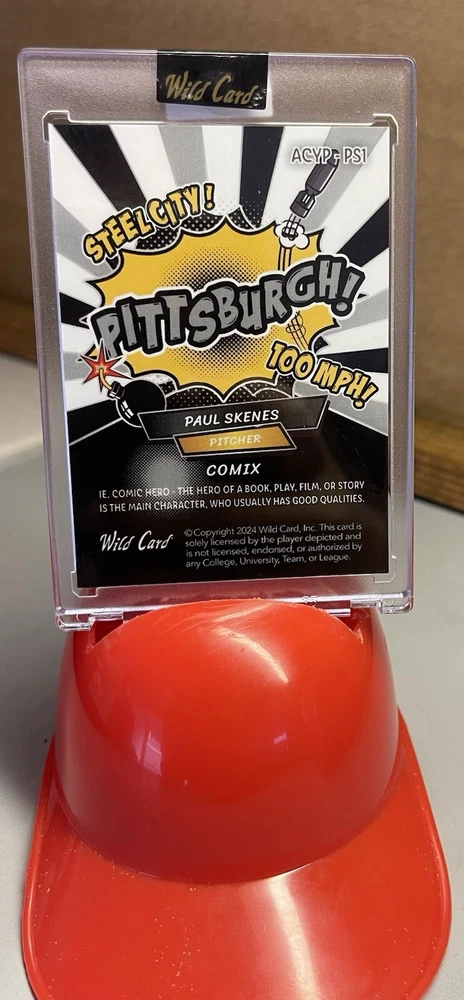 Wild Card
ACYP- PS1
STEEL CITY!
PITTSBURGH!
100 MPH!
PAUL SKENES
PITCHER
COMIX
IE. COMIC HERO - THE HERO OF A BOOK, PLAY, FILM, OR STORY
IS THE MAIN CHARACTER, WHO USUALLY HAS GOOD QUALITIES.
Wild Card
©Copyright 2024 Wild Card, Inc. This card is
solely licensed by the player depicted and
is not licensed, endorsed, or authorized by
any College, University, Team, or League.